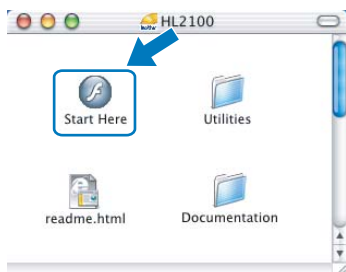 HL2100
Start Here
Utilities
readme.html
Documentation